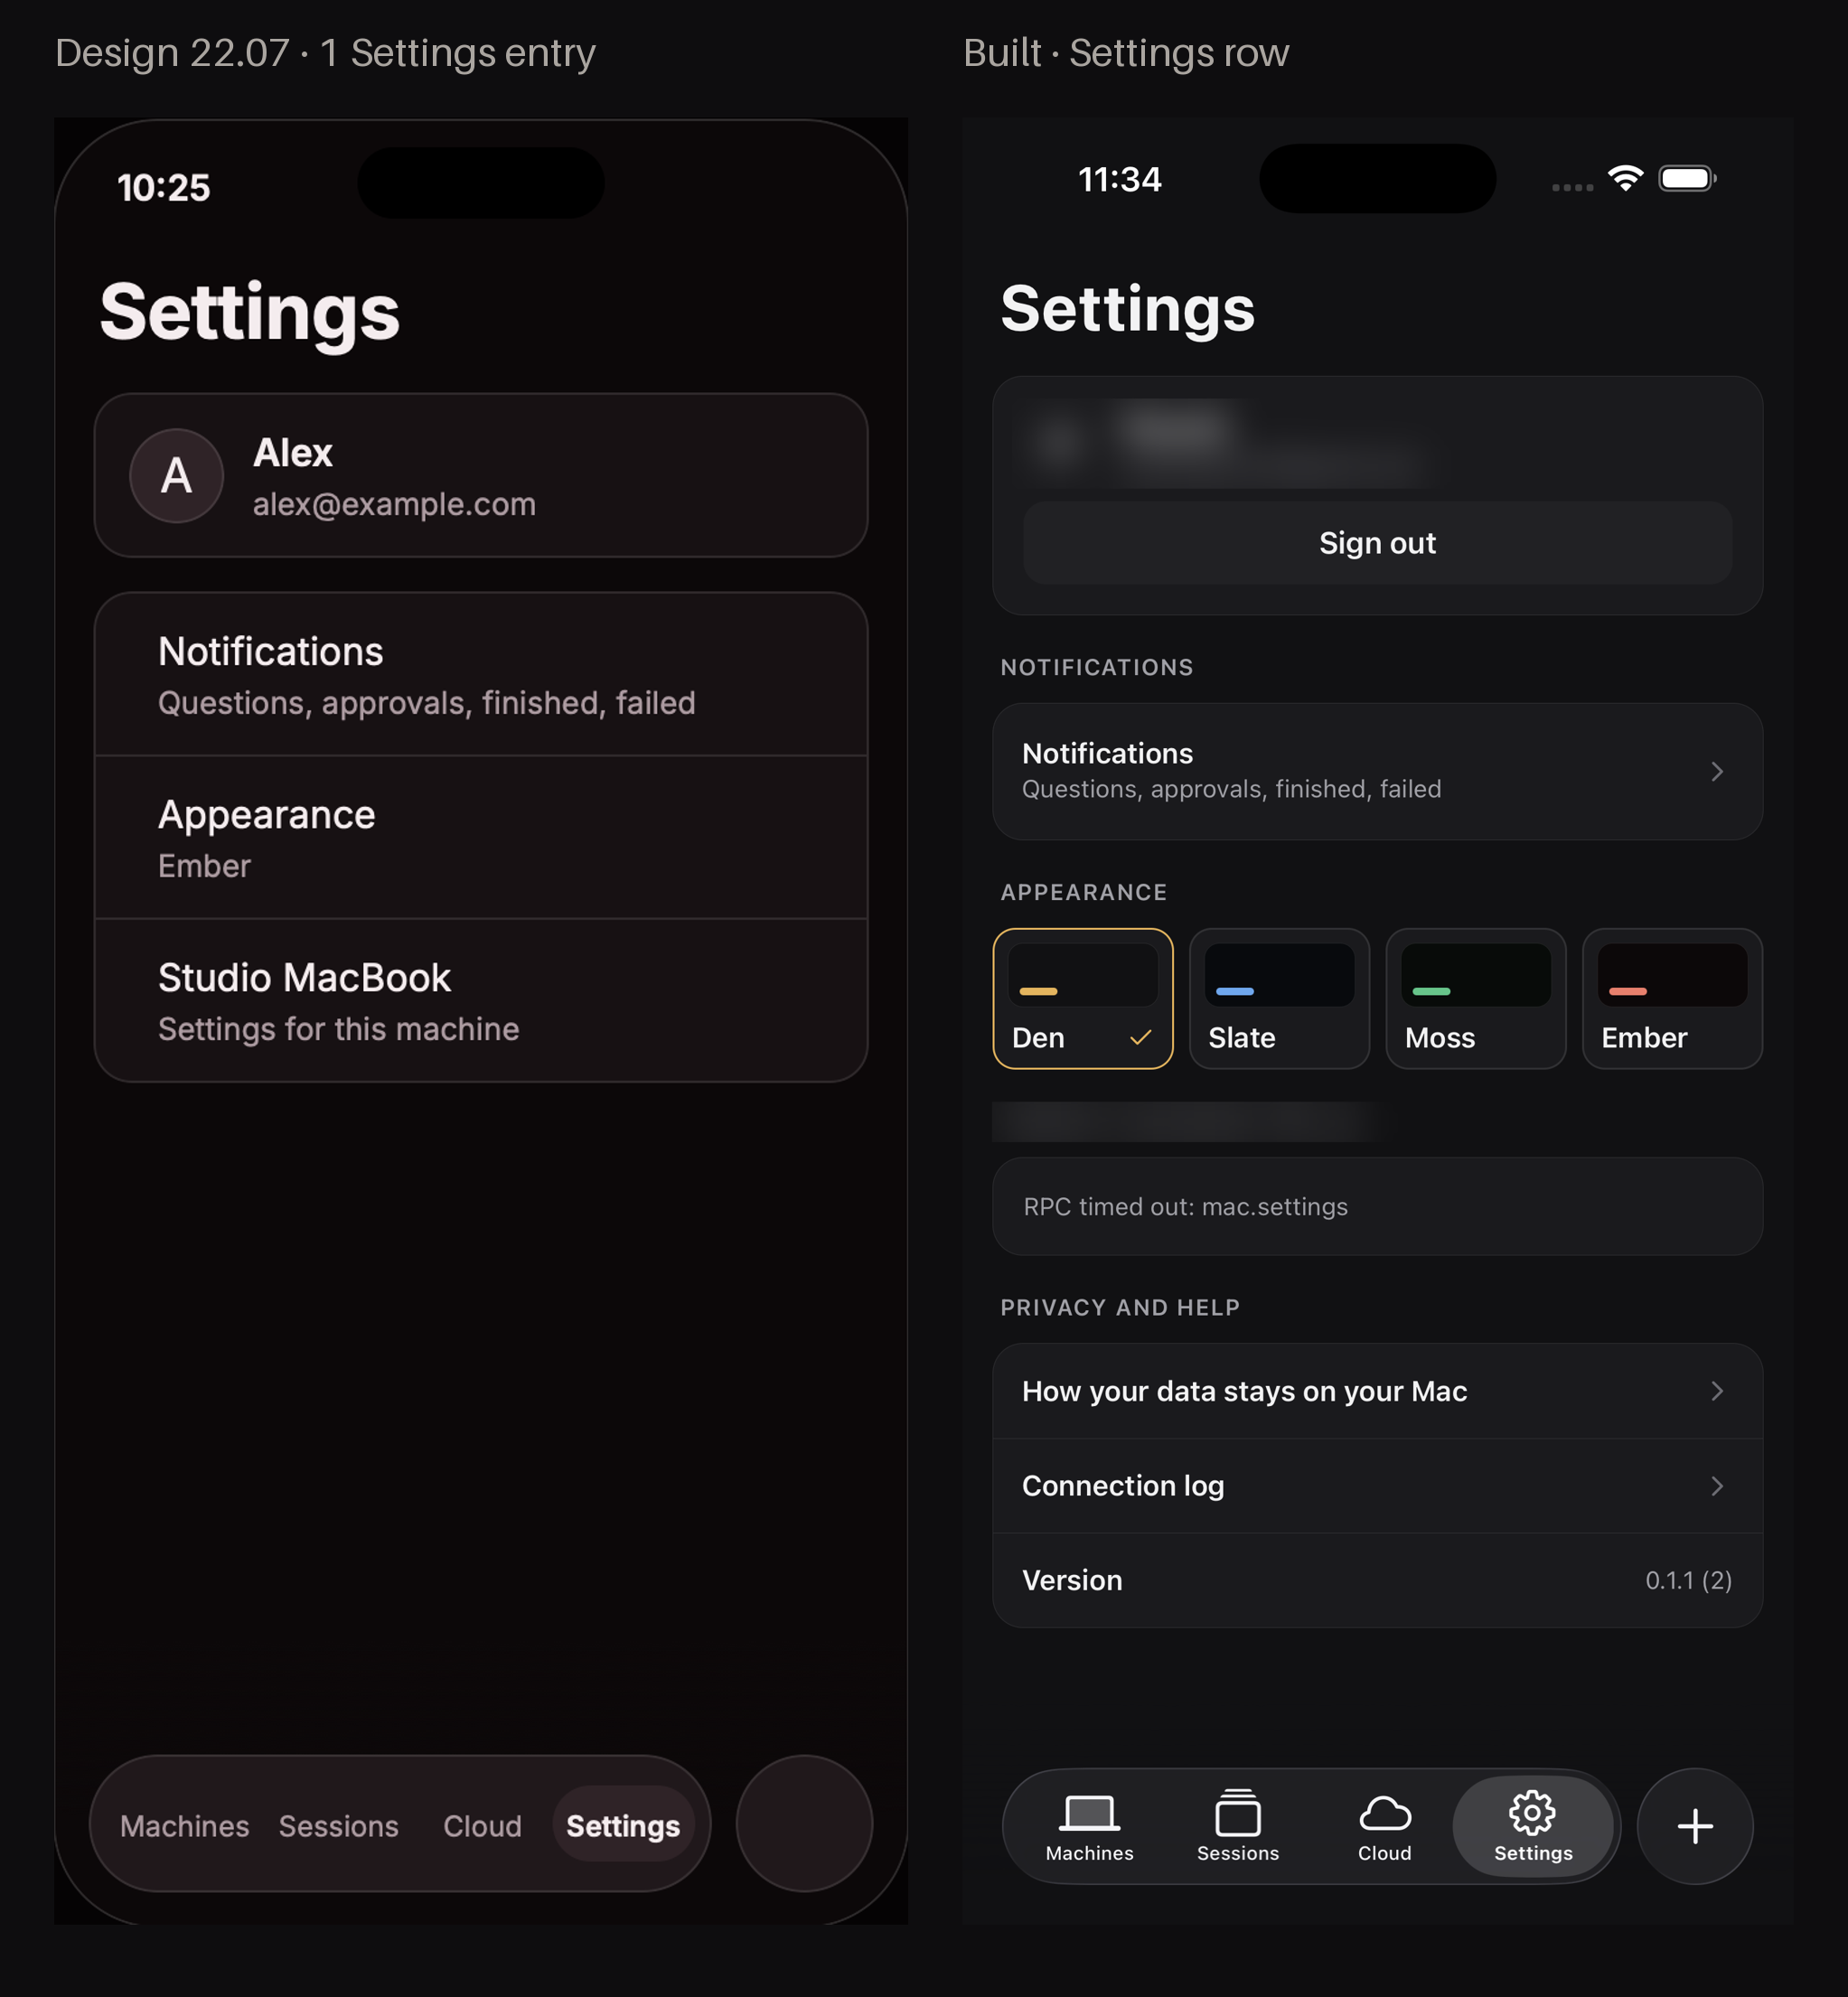 Design 22.07 · 1 Settings entry
10:25
Settings
A
Alex
alex@example.com
Notifications
Questions, approvals, finished, failed
Appearance
Ember
Studio MacBook
Settings for this machine
Machines
Sessions
Cloud
Settings
Built · Settings row
11:34
Settings
Sign out
NOTIFICATIONS
Notifications
Questions, approvals, finished, failed
APPEARANCE
Den
Slate
Moss
Ember
RPC timed out: mac.settings
PRIVACY AND HELP
How your data stays on your Mac
Connection log
Version
0.1.1 (2)
Machines
Sessions
Cloud
Settings